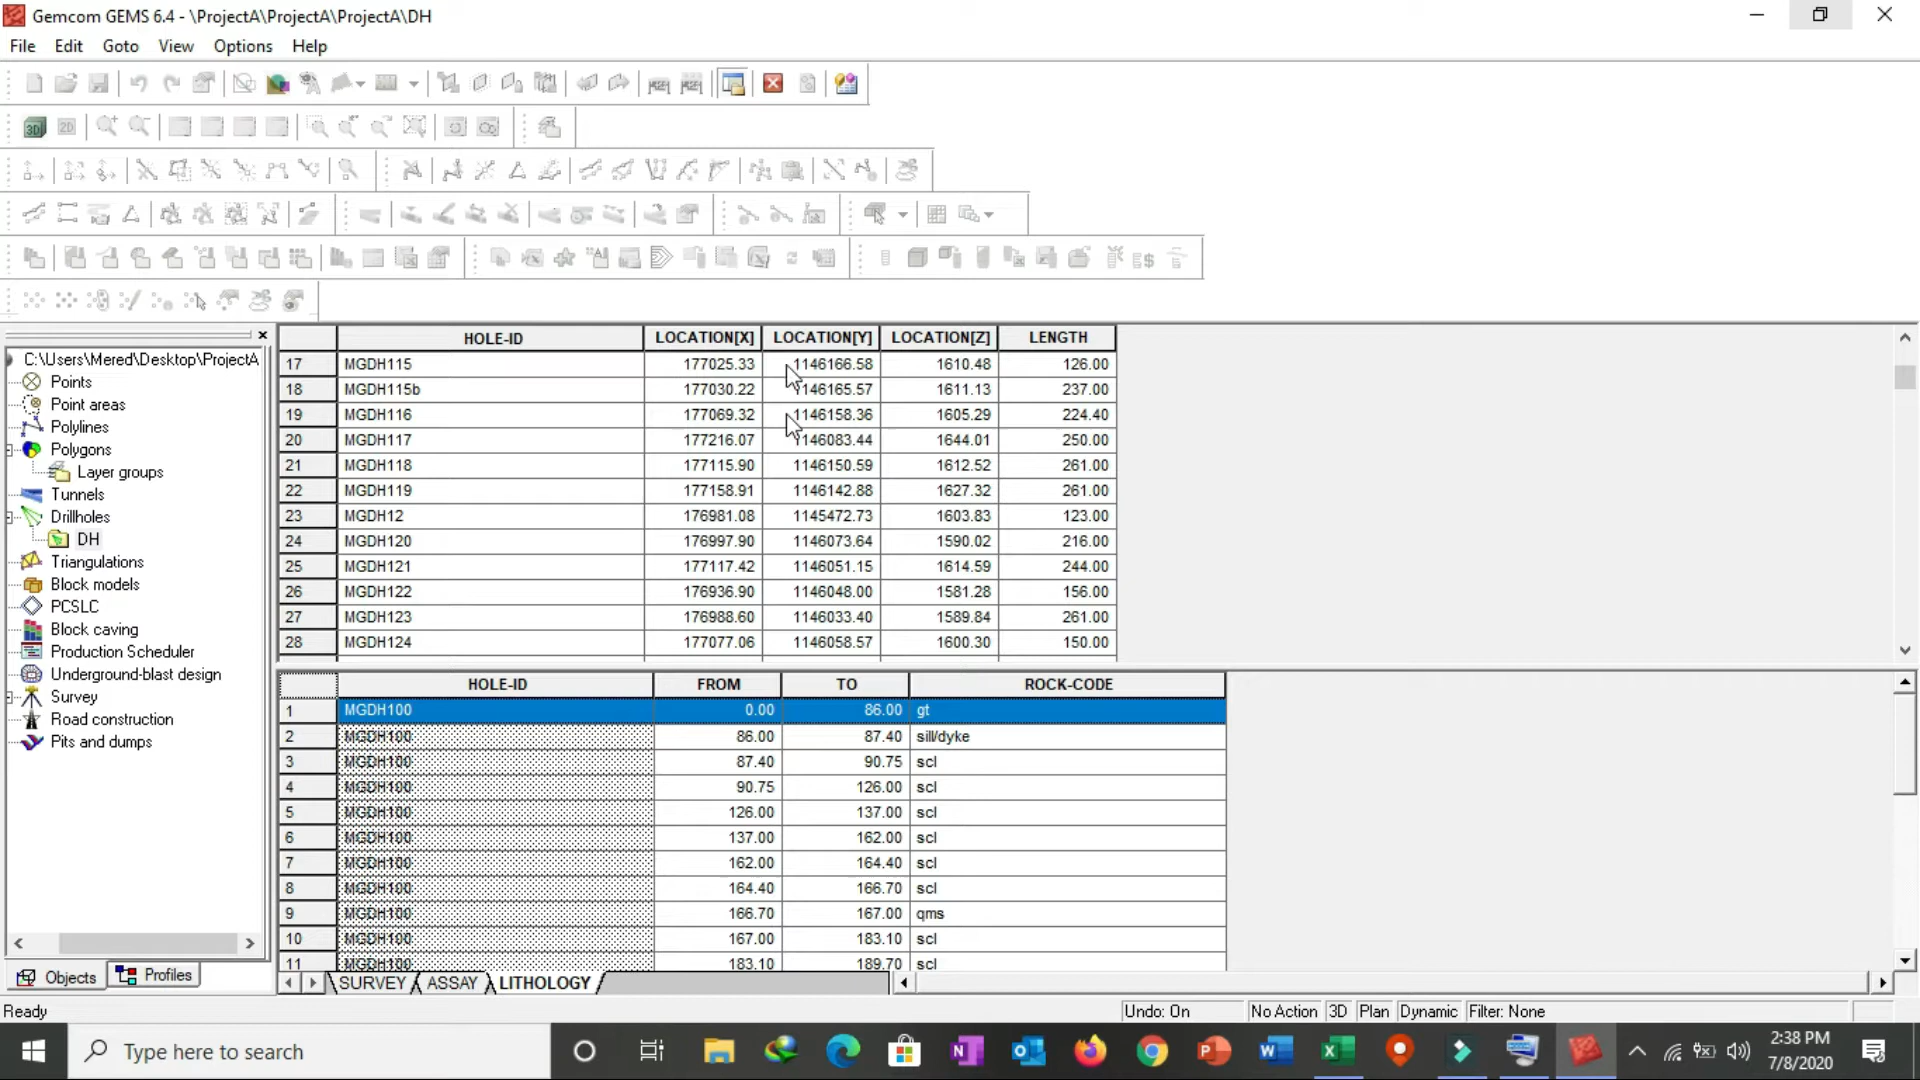 Gemcom GEMS 6.4 - \ProjectA\ProjectA\ProjectA\DH
File Edit Goto View Options Help
3D 2D
C:\Users\Mered\Desktop\ProjectA
Points
Point areas
Polylines
Polygons
Layer groups
Tunnels
Drillholes
DH
Triangulations
Block models
PCSLC
Block caving
Production Scheduler
Underground-blast design
Survey
Road construction
Pits and dumps
Objects Profiles
HOLE-ID LOCATION[X] LOCATION[Y] LOCATION[Z] LENGTH
17 MGDH115 177025.33 1146166.58 1610.48 126.00
18 MGDH115b 177030.22 1146165.57 1611.13 237.00
19 MGDH116 177069.32 1146158.36 1605.29 224.40
20 MGDH117 177216.07 1146083.44 1644.01 250.00
21 MGDH118 177115.90 1146150.59 1612.52 261.00
22 MGDH119 177158.91 1146142.88 1627.32 261.00
23 MGDH12 176981.08 1145472.73 1603.83 123.00
24 MGDH120 176997.90 1146073.64 1590.02 216.00
25 MGDH121 177117.42 1146051.15 1614.59 244.00
26 MGDH122 176936.90 1146048.00 1581.28 156.00
27 MGDH123 176988.60 1146033.40 1589.84 261.00
28 MGDH124 177077.06 1146058.57 1600.30 150.00
HOLE-ID FROM TO ROCK-CODE
1 MGDH100 0.00 86.00 gt
2 MGDH100 86.00 87.40 sill/dyke
3 MGDH100 87.40 90.75 scl
4 MGDH100 90.75 126.00 scl
5 MGDH100 126.00 137.00 scl
6 MGDH100 137.00 162.00 scl
7 MGDH100 162.00 164.40 scl
8 MGDH100 164.40 166.70 scl
9 MGDH100 166.70 167.00 qms
10 MGDH100 167.00 183.10 scl
11 MGDH100 183.10 189.70 scl
SURVEY ASSAY LITHOLOGY
Ready Undo: On No Action 3D Plan Dynamic Filter: None
Type here to search
2:38 PM
7/8/2020